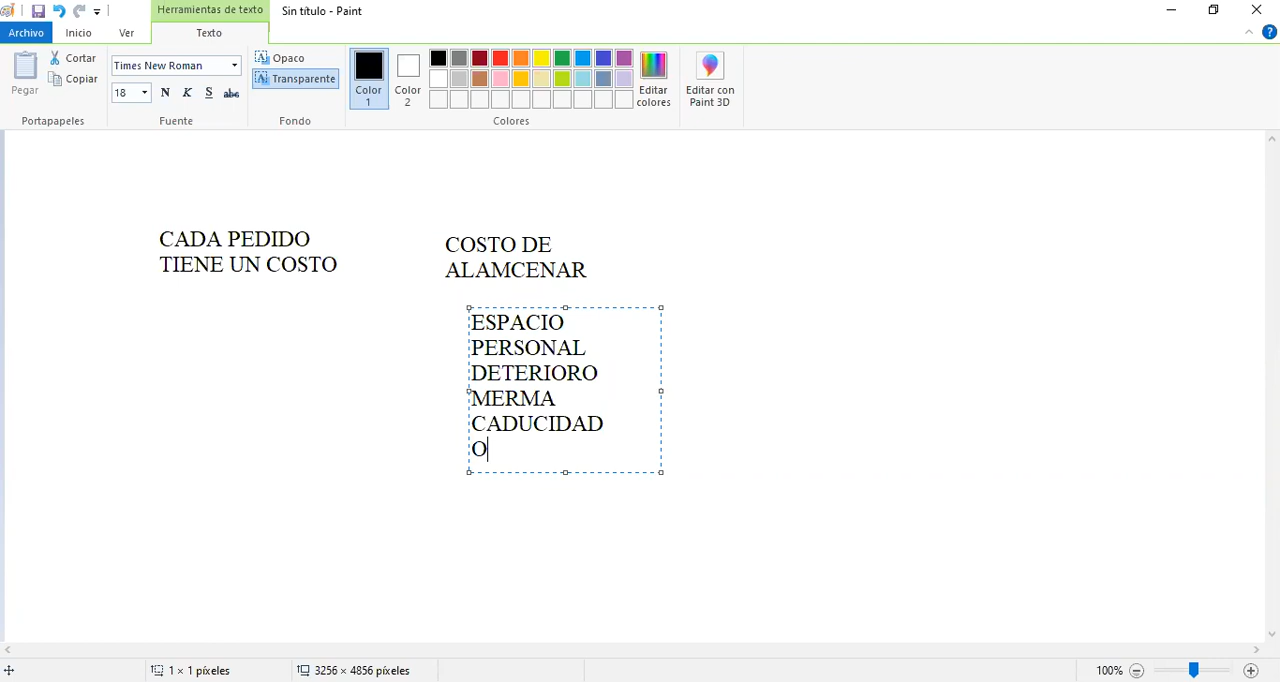 Herramientas de texto
Sin título - Paint
Archivo
Inicio
Ver
Texto
Pegar
Cortar
Copiar
Portapapeles
Times New Roman
18
N K S abc
Fuente
Opaco
Transparente
Fondo
Color 1
Color 2
Editar colores
Colores
Editar con Paint 3D
CADA PEDIDO
TIENE UN COSTO
COSTO DE
ALAMCENAR
ESPACIO
PERSONAL
DETERIORO
MERMA
CADUCIDAD
O
1 × 1 píxeles
3256 × 4856 píxeles
100%